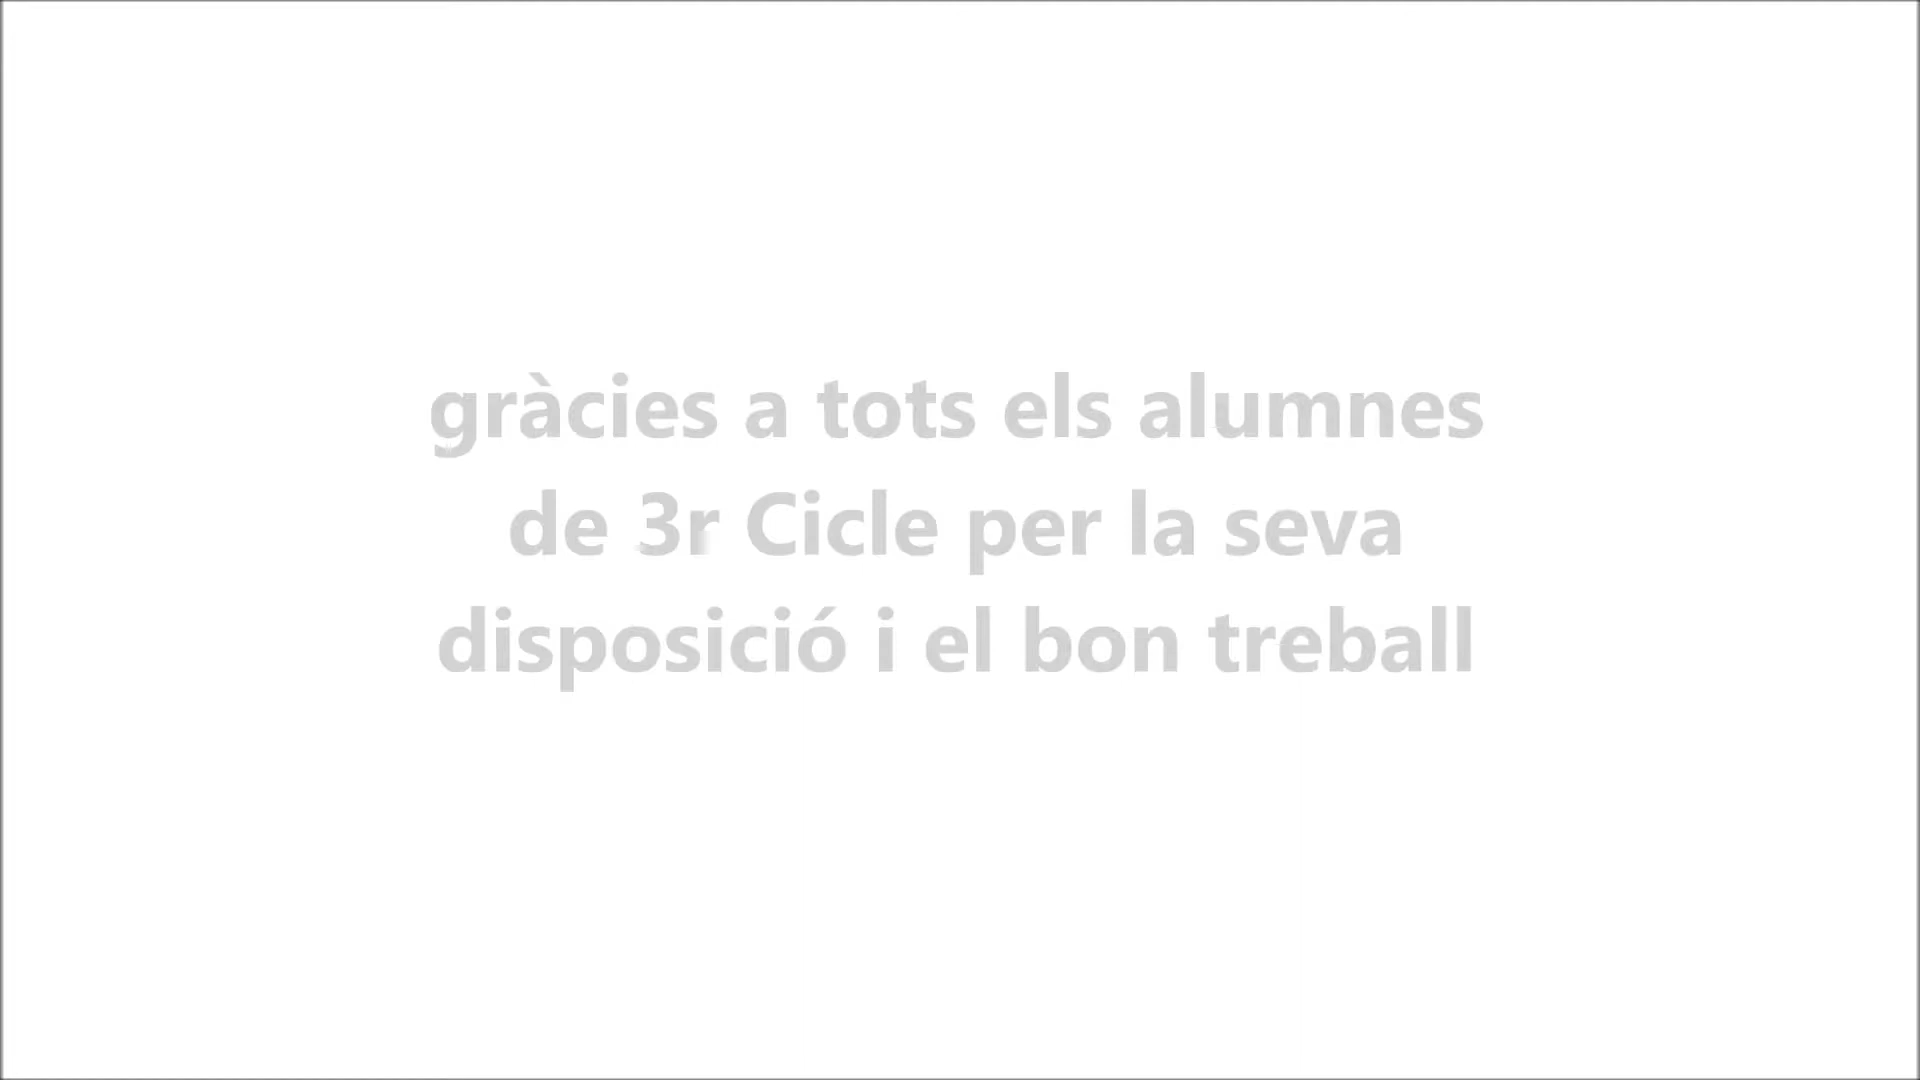 gràcies a tots els alumnes
de 3r Cicle per la seva
disposició i el bon treball